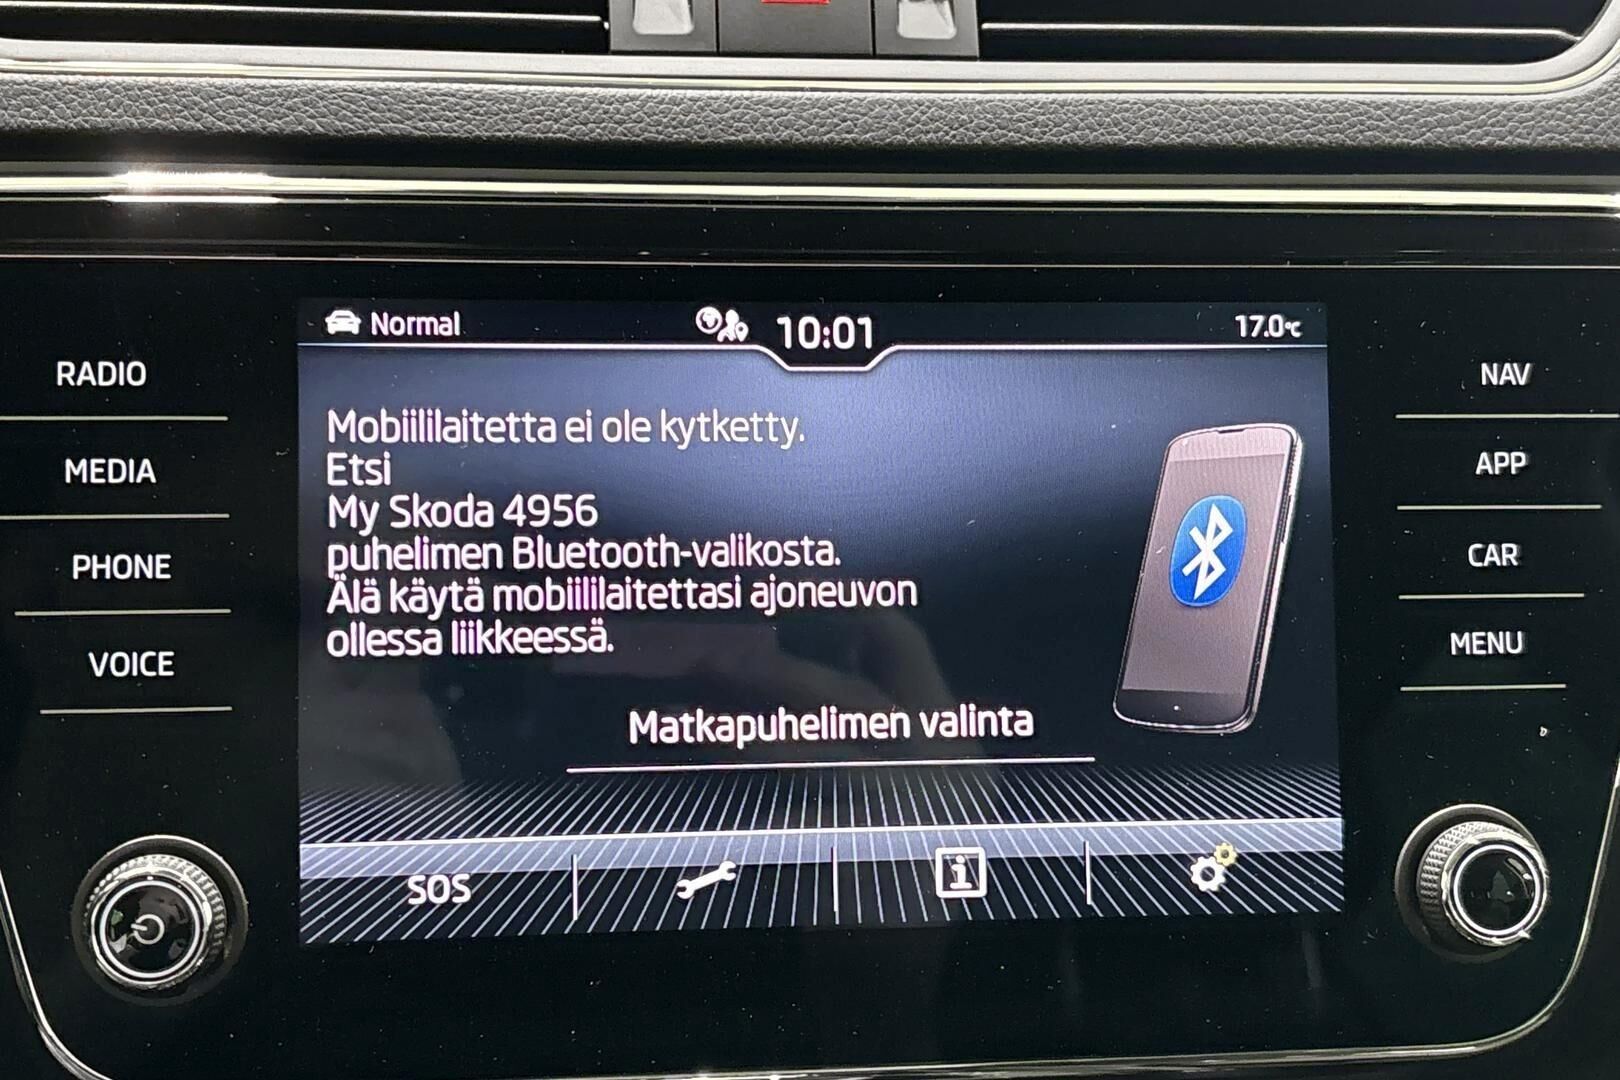 Normal
10:01
17.0°C
RADIO
MEDIA
PHONE
VOICE
Mobiililaitetta ei ole kytketty.
Etsi
My Skoda 4956
puhelimen Bluetooth-valikosta.
Älä käytä mobiililaitettasi ajoneuvon
ollessa liikkeessä.
Matkapuhelimen valinta
SOS
NAV
APP
CAR
MENU